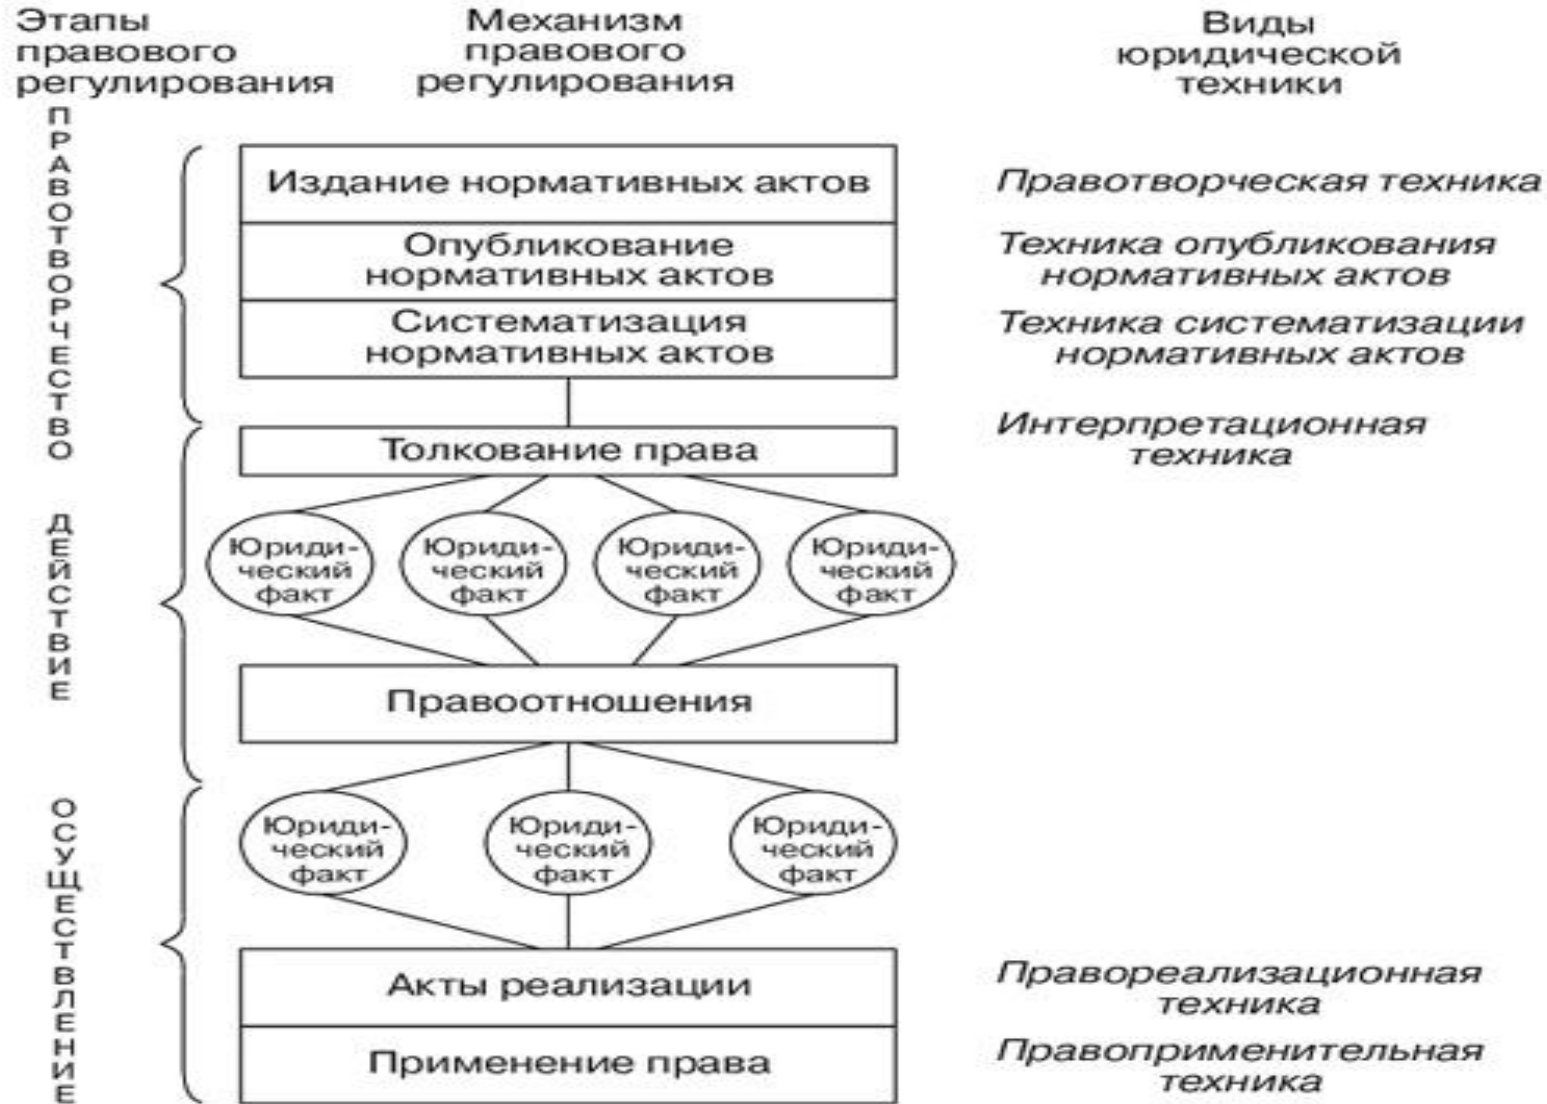 Этапы
правового
регулирования
Механизм
правового
регулирования
Виды
юридической
техники
ПРАВОТВОРЧЕСТВО
Издание нормативных актов
Правотворческая техника
Опубликование
нормативных актов
Техника опубликования
нормативных актов
Систематизация
нормативных актов
Техника систематизации
нормативных актов
ДЕЙСТВИЕ
Толкование права
Интерпретационная
техника
Юриди-
ческий
факт
Юриди-
ческий
факт
Юриди-
ческий
факт
Юриди-
ческий
факт
Правоотношения
ОСУЩЕСТВЛЕНИЕ
Юриди-
ческий
факт
Юриди-
ческий
факт
Юриди-
ческий
факт
Акты реализации
Правореализационная
техника
Применение права
Правоприменительная
техника